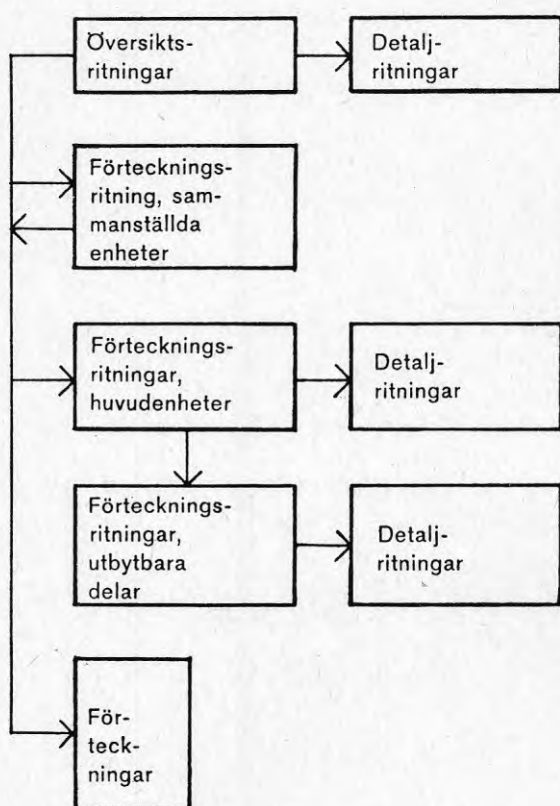 Översikts-
ritningar
Detalj-
ritningar
Förtecknings-
ritning, sam-
manställda
enheter
Förtecknings-
ritningar,
huvudenheter
Detalj-
ritningar
Förtecknings-
ritningar,
utbytbara
delar
Detalj-
ritningar
För-
teck-
ningar